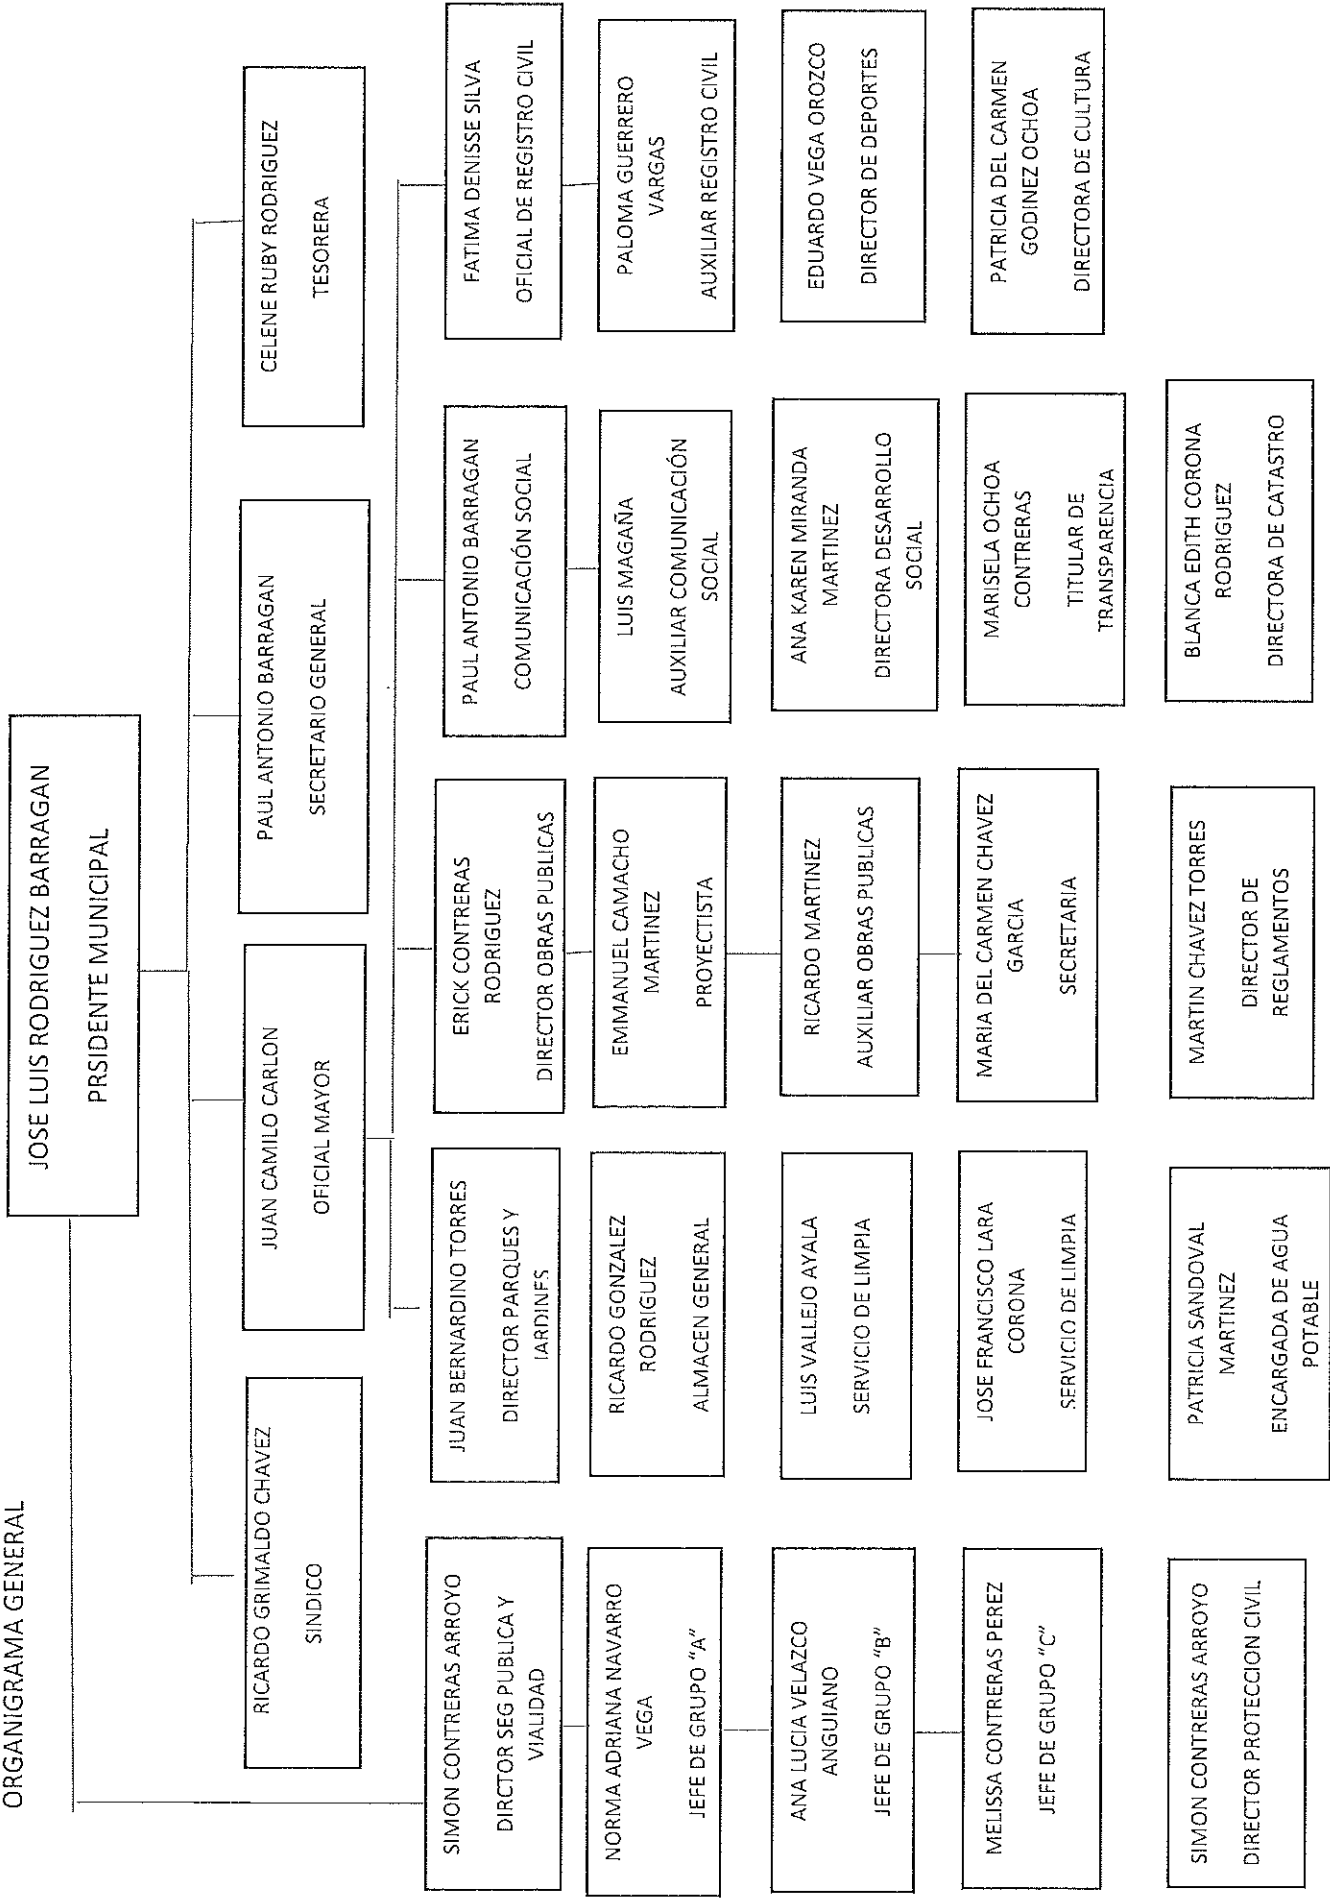 ORGANIGRAMA GENERAL
JOSE LUIS RODRIGUEZ BARRAGAN
PRSIDENTE MUNICIPAL
RICARDO GRIMALDO CHAVEZ
SINDICO
JUAN CAMILO CARLON
OFICIAL MAYOR
PAUL ANTONIO BARRAGAN
SECRETARIO GENERAL
CELENE RUBY RODRIGUEZ
TESORERA
SIMON CONTRERAS ARROYO
DIRCTOR SEG PUBLICA Y
VIALIDAD
JUAN BERNARDINO TORRES
DIRECTOR PARQUES Y
JARDINES
ERICK CONTRERAS
RODRIGUEZ
DIRECTOR OBRAS PUBLICAS
PAUL ANTONIO BARRAGAN
COMUNICACIÓN SOCIAL
FATIMA DENISSE SILVA
OFICIAL DE REGISTRO CIVIL
NORMA ADRIANA NAVARRO
VEGA
JEFE DE GRUPO "A"
RICARDO GONZALEZ
RODRIGUEZ
ALMACEN GENERAL
EMMANUEL CAMACHO
MARTINEZ
PROYECTISTA
LUIS MAGAÑA
AUXILIAR COMUNICACIÓN
SOCIAL
PALOMA GUERRERO
VARGAS
AUXILIAR REGISTRO CIVIL
ANA LUCIA VELAZCO
ANGUIANO
JEFE DE GRUPO "B"
LUIS VALLEJO AYALA
SERVICIO DE LIMPIA
RICARDO MARTINEZ
AUXILIAR OBRAS PUBLICAS
ANA KAREN MIRANDA
MARTINEZ
DIRECTORA DESARROLLO
SOCIAL
EDUARDO VEGA OROZCO
DIRECTOR DE DEPORTES
MELISSA CONTRERAS PEREZ
JEFE DE GRUPO "C"
JOSE FRANCISCO LARA
CORONA
SERVICIO DE LIMPIA
MARIA DEL CARMEN CHAVEZ
GARCIA
SECRETARIA
MARISELA OCHOA
CONTRERAS
TITULAR DE
TRANSPARENCIA
PATRICIA DEL CARMEN
GODINEZ OCHOA
DIRECTORA DE CULTURA
SIMON CONTRERAS ARROYO
DIRECTOR PROTECCION CIVIL
PATRICIA SANDOVAL
MARTINEZ
ENCARGADA DE AGUA
POTABLE
MARTIN CHAVEZ TORRES
DIRECTOR DE
REGLAMENTOS
BLANCA EDITH CORONA
RODRIGUEZ
DIRECTORA DE CATASTRO